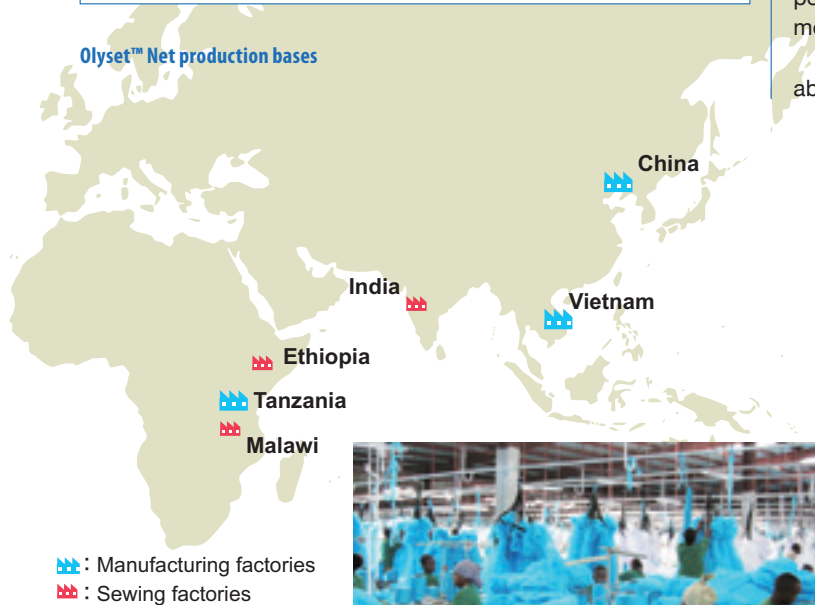 Olyset™ Net production bases
China
India
Vietnam
Ethiopia
Tanzania
Malawi
: Manufacturing factories
: Sewing factories